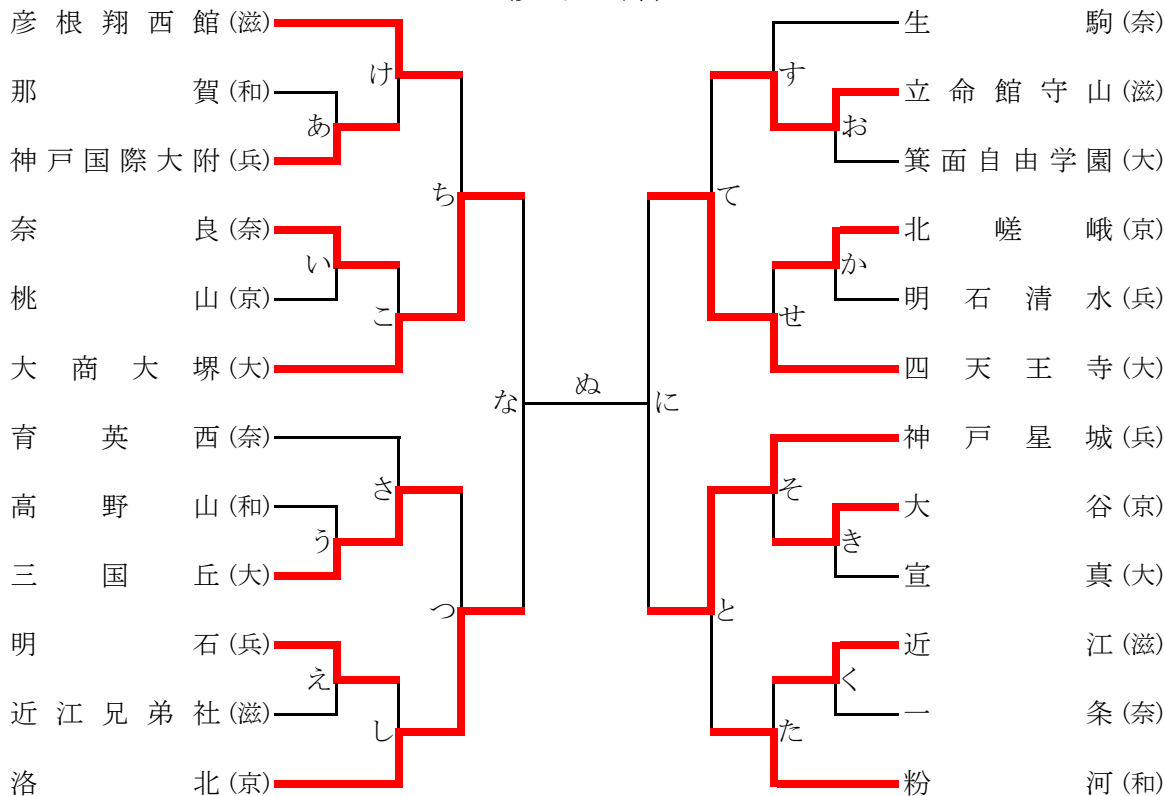 彦根翔西館(滋)
生駒(奈)
け
す
那賀(和)
立命館守山(滋)
あ
お
神戸国際大附(兵)
箕面自由学園(大)
ち
て
奈良(奈)
北嵯峨(京)
い
か
桃山(京)
明石清水(兵)
こ
せ
大商大堺(大)
四天王寺(大)
な
ぬ
に
育英西(奈)
神戸星城(兵)
さ
そ
高野山(和)
大谷(京)
う
き
三国丘(大)
宣真(大)
つ
と
明石(兵)
近江(滋)
え
く
近江兄弟社(滋)
一条(奈)
し
た
洛北(京)
粉河(和)